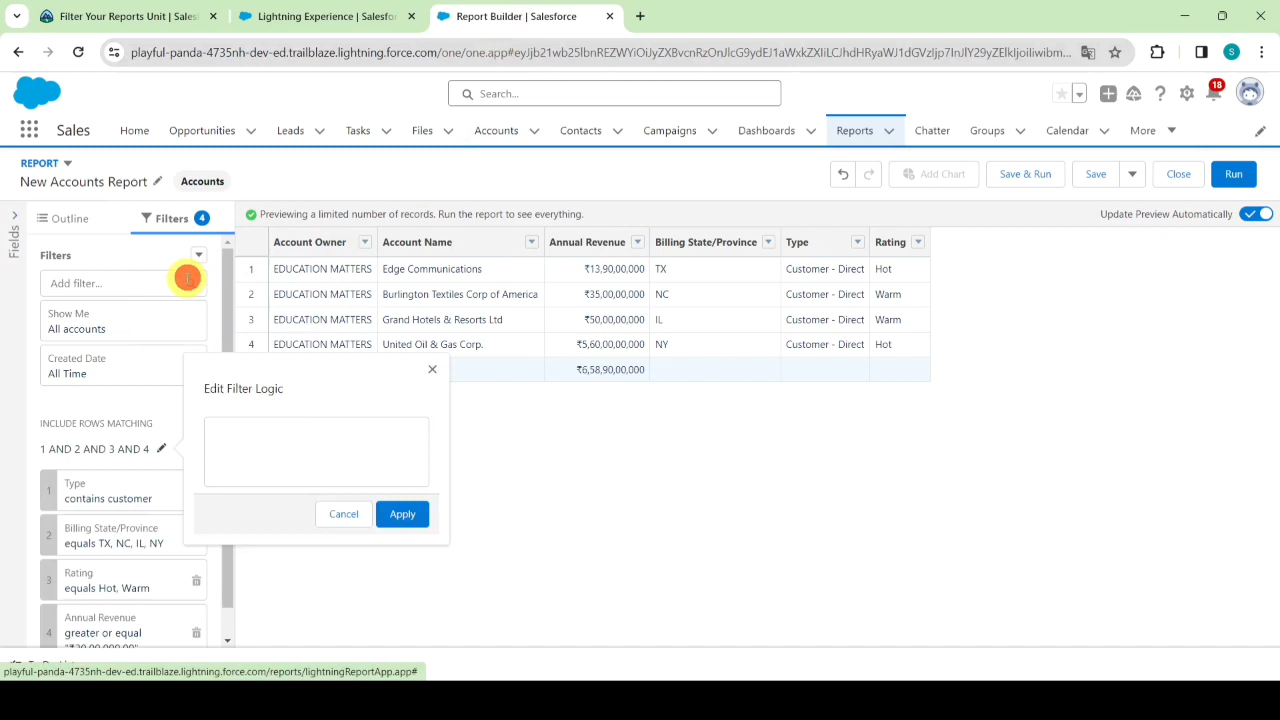 Filter Your Reports Unit | Sales
Lightning Experience | Salesfor
Report Builder | Salesforce
playful-panda-4735nh-dev-ed.trailblaze.lightning.force.com/one/one.app#
Search...
18
Sales
Home
Opportunities
Leads
Tasks
Files
Accounts
Contacts
Campaigns
Dashboards
Reports
Chatter
Groups
Calendar
More
REPORT
New Accounts Report
Accounts
Add Chart
Save & Run
Save
Close
Run
Fields
Outline
Filters 4
Previewing a limited number of records. Run the report to see everything.
Update Preview Automatically
Filters
Add filter...
Show Me
All accounts
Created Date
All Time
INCLUDE ROWS MATCHING
1 AND 2 AND 3 AND 4
1 Type
contains customer
2 Billing State/Province
equals TX, NC, IL, NY
3 Rating
equals Hot, Warm
4 Annual Revenue
greater or equal
Account Owner Account Name Annual Revenue Billing State/Province Type Rating
1 EDUCATION MATTERS Edge Communications ₹13,90,00,000 TX Customer - Direct Hot
2 EDUCATION MATTERS Burlington Textiles Corp of America ₹35,00,00,000 NC Customer - Direct Warm
3 EDUCATION MATTERS Grand Hotels & Resorts Ltd ₹50,00,00,000 IL Customer - Direct Warm
4 EDUCATION MATTERS United Oil & Gas Corp. ₹5,60,00,00,000 NY Customer - Direct Hot
₹6,58,90,00,000
Edit Filter Logic
Cancel
Apply
playful-panda-4735nh-dev-ed.trailblaze.lightning.force.com/reports/lightningReportApp.app#